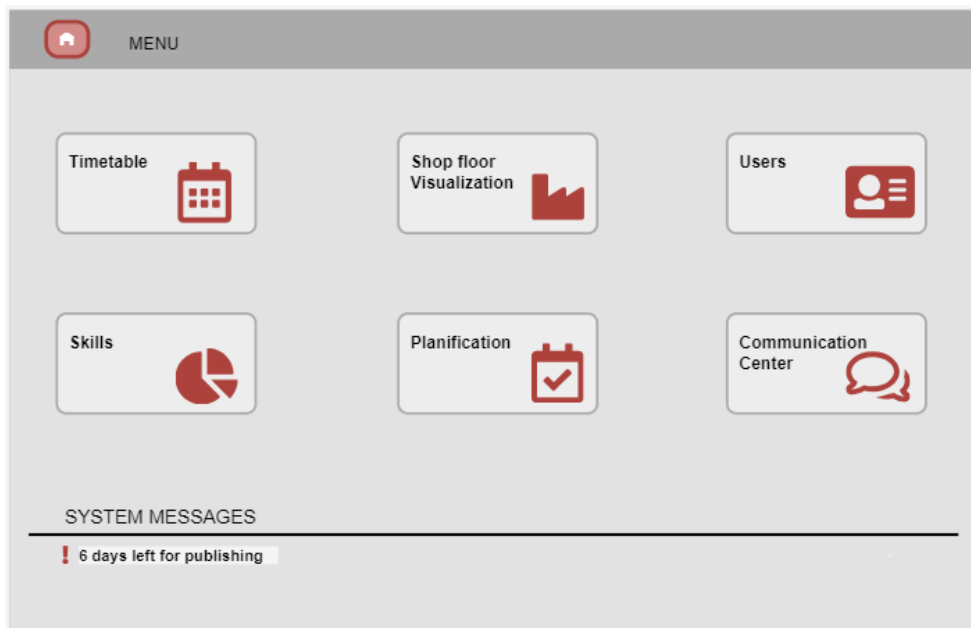 MENU
Timetable
Shop floor
Visualization
Users
Skills
Planification
Communication
Center
SYSTEM MESSAGES
6 days left for publishing